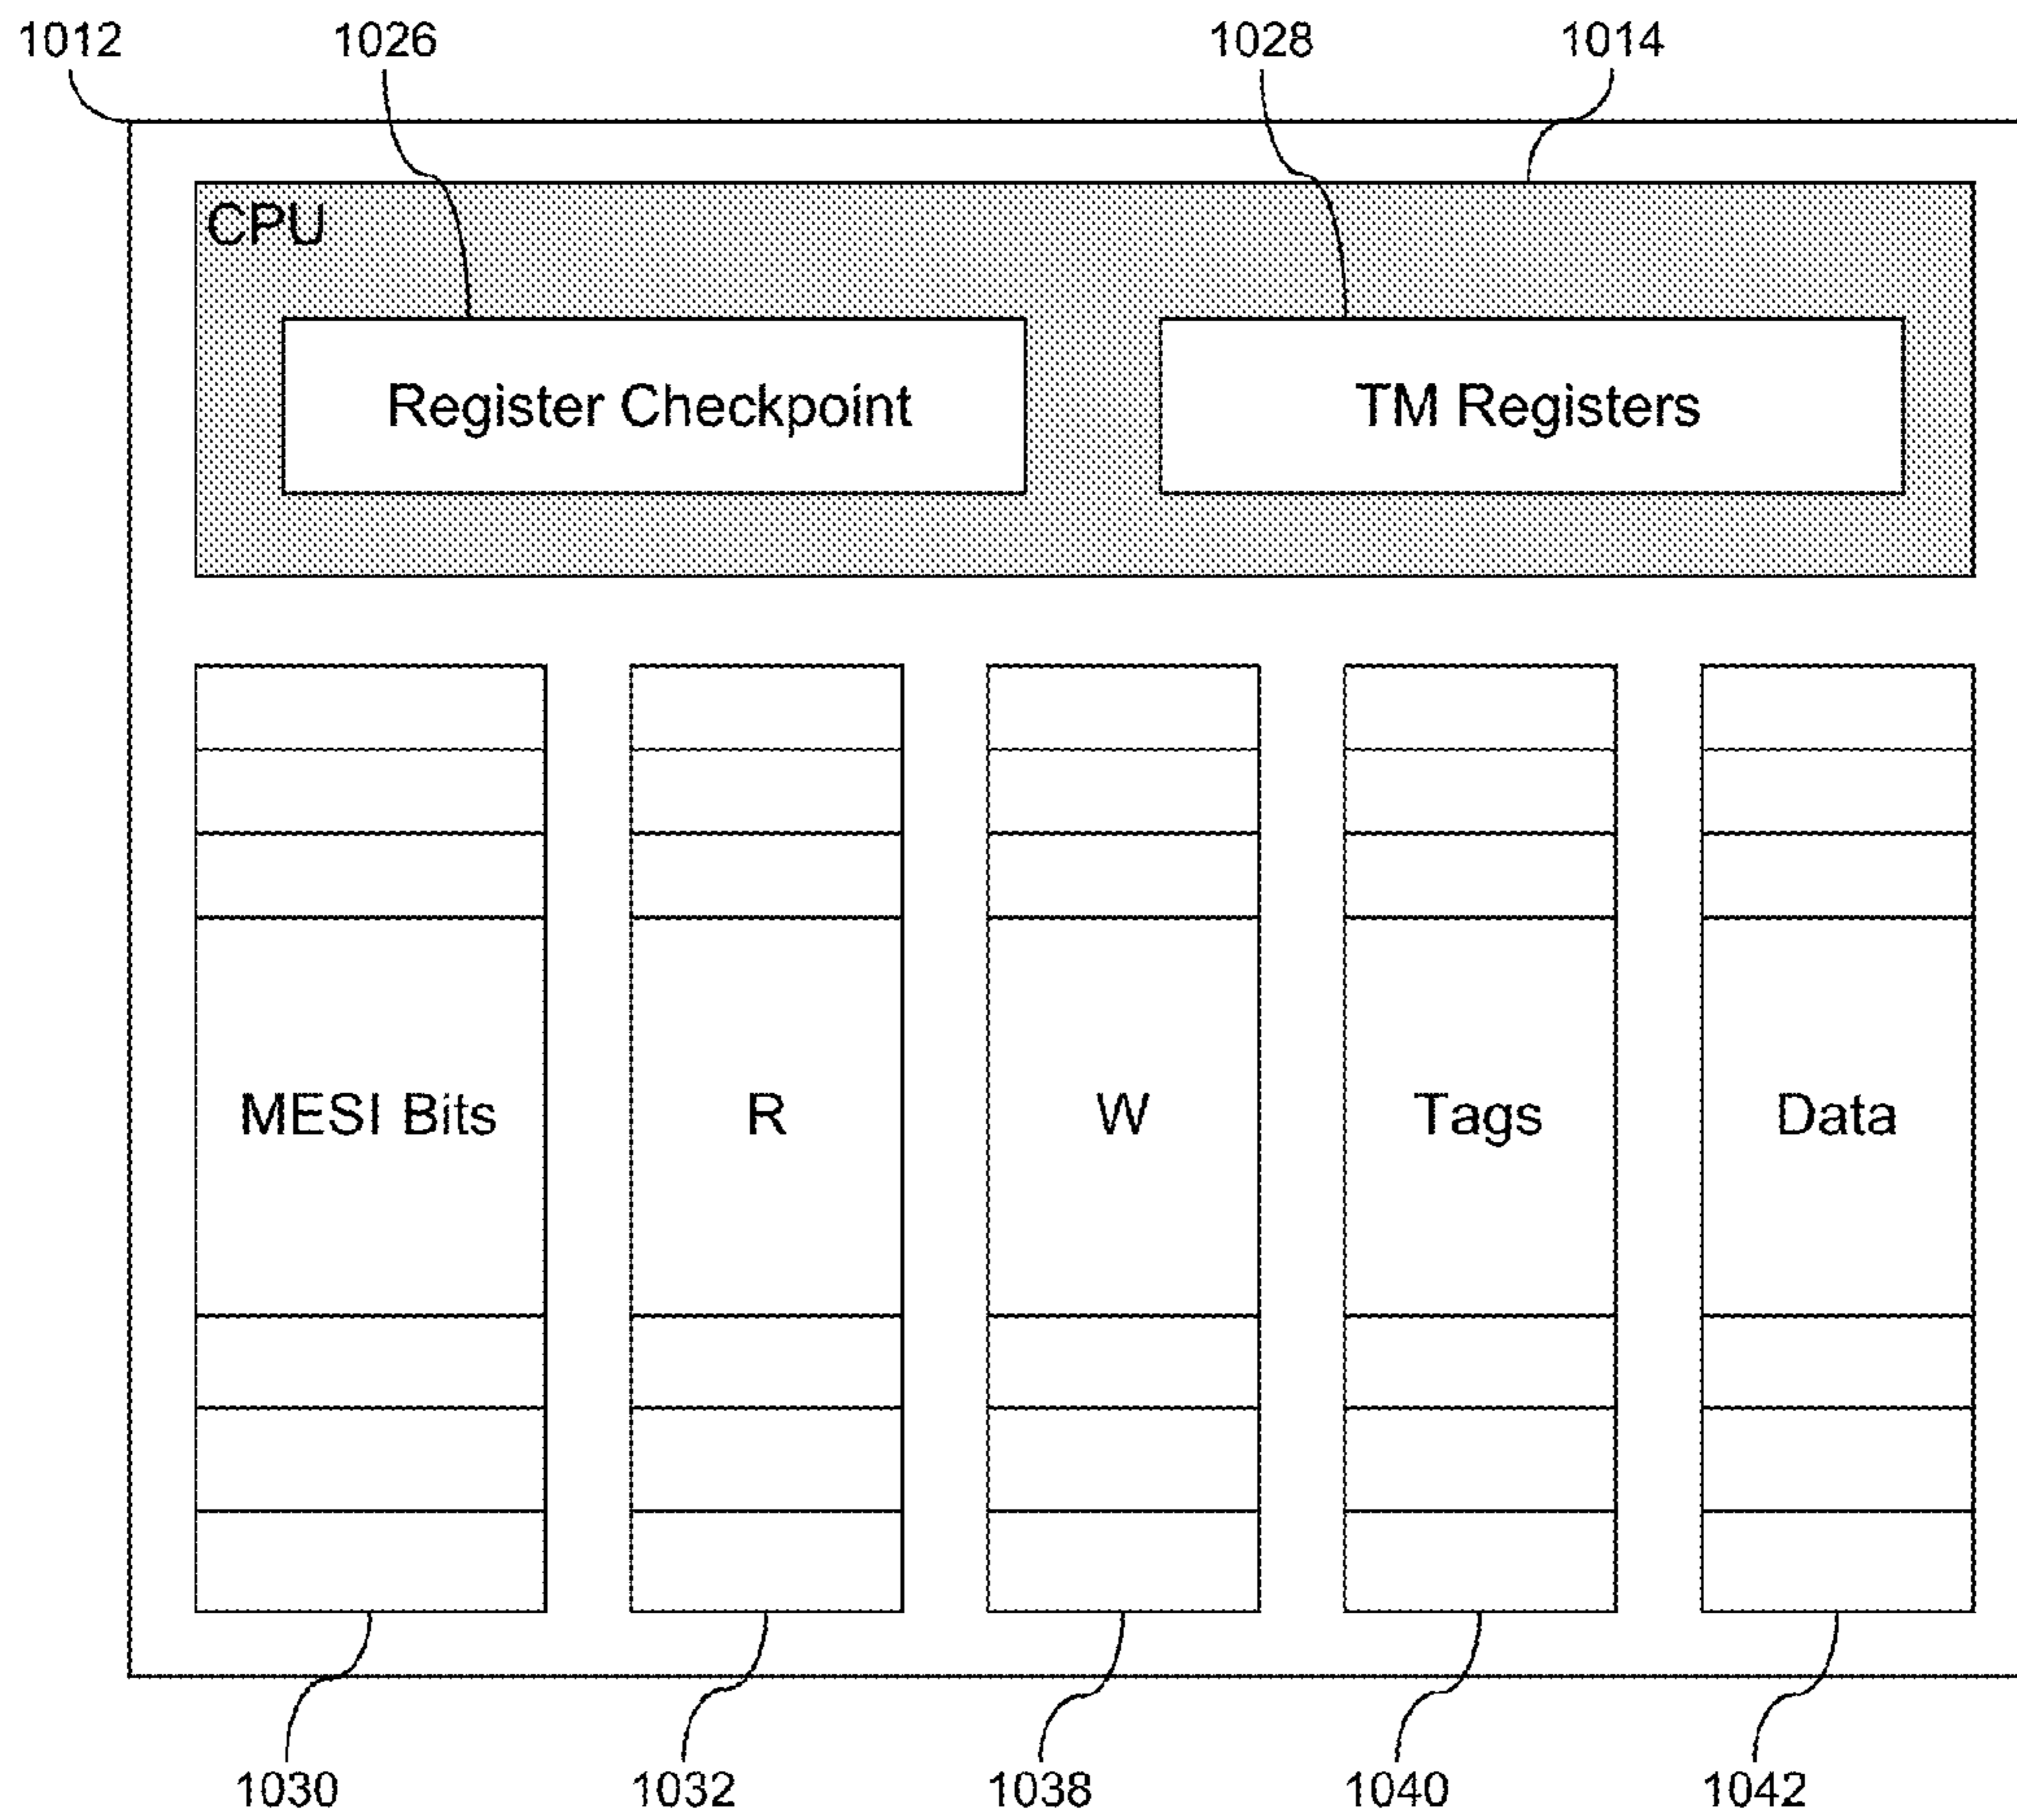 1012 1026 1028 1014
CPU
Register Checkpoint TM Registers
MESI Bits R W Tags Data
1030 1032 1038 1040 1042